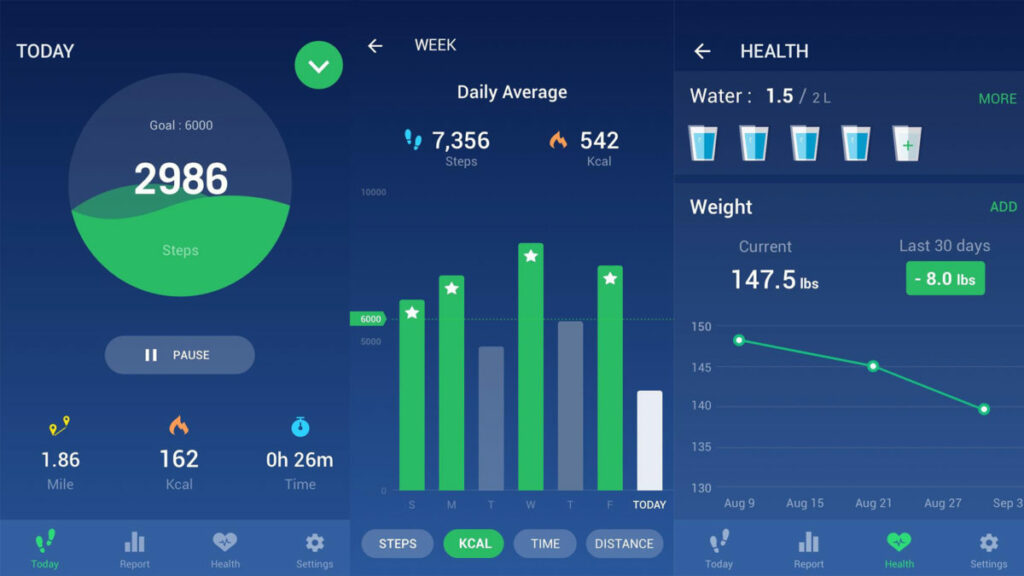 TODAY
Goal : 6000
2986
Steps
PAUSE
1.86
Mile
162
Kcal
0h 26m
Time
Today
Report
Health
Settings
WEEK
Daily Average
7,356
Steps
542
Kcal
10000
6000
5000
0
S M T W T F TODAY
STEPS KCAL TIME DISTANCE
HEALTH
Water : 1.5 / 2 L
MORE
+
Weight
ADD
Current
147.5 lbs
Last 30 days
- 8.0 lbs
150
145
140
135
130
Aug 9 Aug 15 Aug 21 Aug 27 Sep 3
Today
Report
Health
Settings